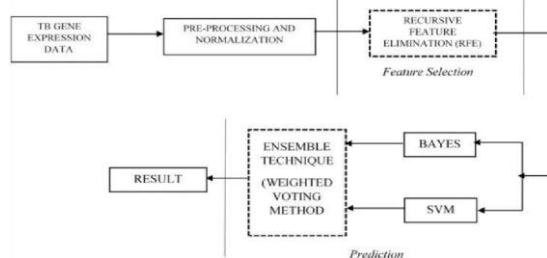 TB GENE
EXPRESSION
DATA
PRE-PROCESSING AND
NORMALIZATION
RECURSIVE
FEATURE
ELIMINATION (RFE)
Feature Selection
ENSEMBLE
TECHNIQUE
(WEIGHTED
VOTING
METHOD
BAYES
SVM
RESULT
Prediction